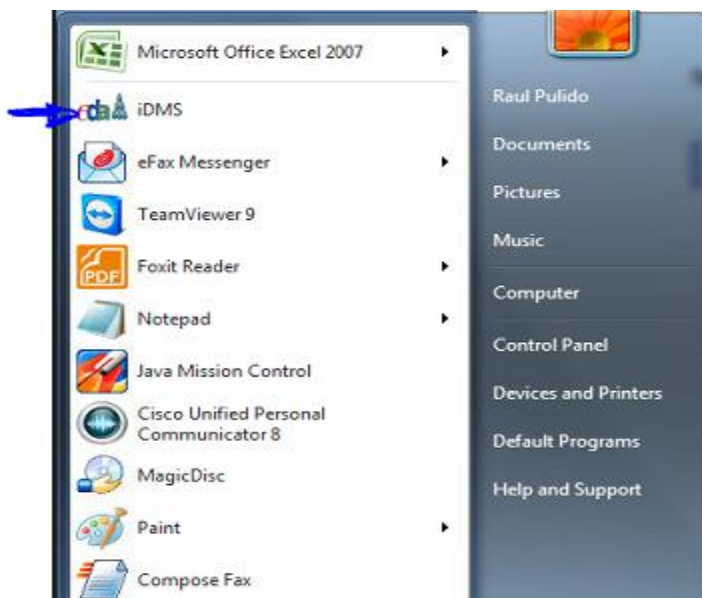 Microsoft Office Excel 2007
iDMS
eFax Messenger
TeamViewer 9
PDF
Foxit Reader
Notepad
Java Mission Control
Cisco Unified Personal
Communicator 8
MagicDisc
Paint
Compose Fax
Raul Pulido
Documents
Pictures
Music
Computer
Control Panel
Devices and Printers
Default Programs
Help and Support